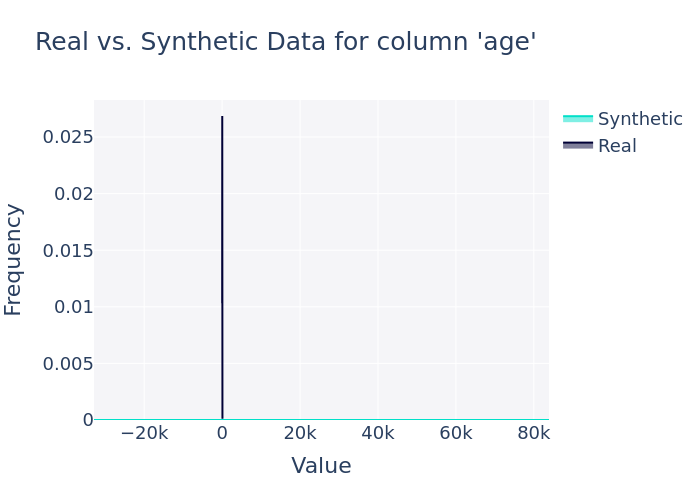 Real vs. Synthetic Data for column 'age'
Synthetic
Real
Frequency
0.025
0.02
0.015
0.01
0.005
0
−20k 0 20k 40k 60k 80k
Value